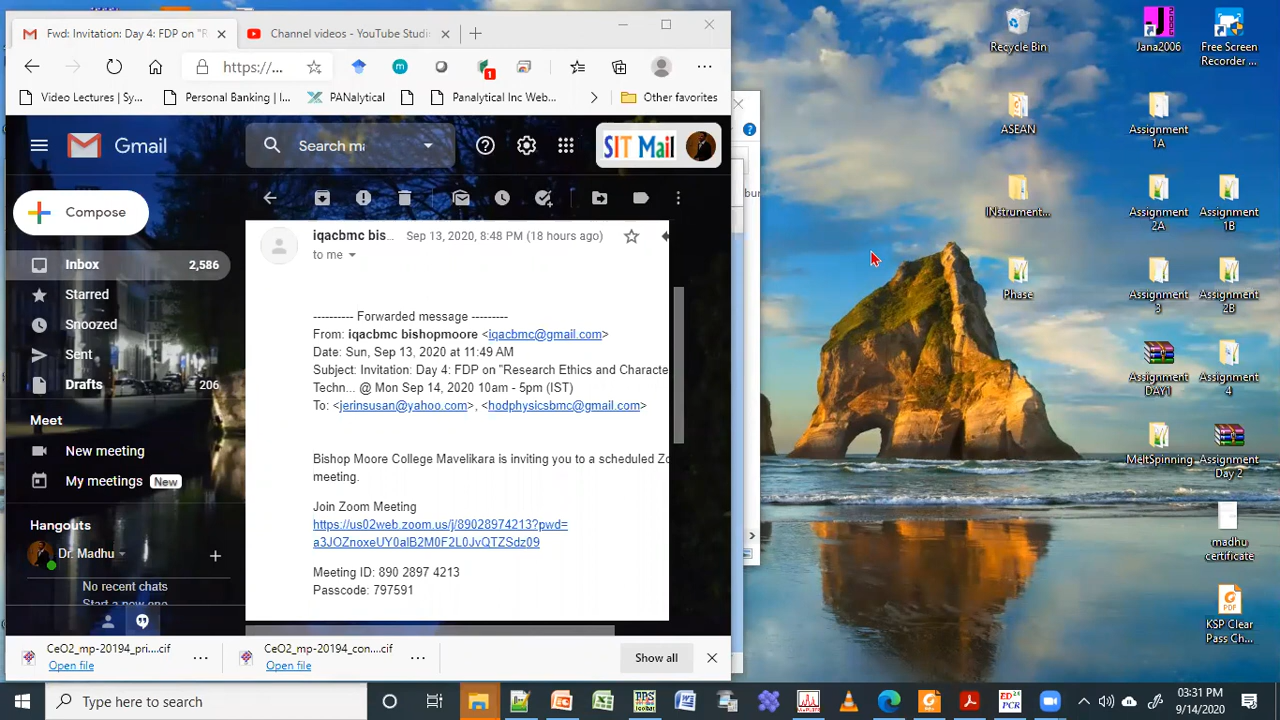 Fwd: Invitation: Day 4: FDP on "R
Channel videos - YouTube Studi
https://...
1
Video Lectures | Sy...
Personal Banking | I...
PANalytical
Panalytical Inc Web...
Other favorites
Gmail
Search ma
SIT Mail
Compose
Inbox 2,586
Starred
Snoozed
Sent
Drafts 206
Meet
New meeting
My meetings New
Hangouts
Dr. Madhu
No recent chats
Start a new one
iqacbmc bis... Sep 13, 2020, 8:48 PM (18 hours ago)
to me
---------- Forwarded message ---------
From: iqacbmc bishopmoore <iqacbmc@gmail.com>
Date: Sun, Sep 13, 2020 at 11:49 AM
Subject: Invitation: Day 4: FDP on "Research Ethics and Characte
Techn... @ Mon Sep 14, 2020 10am - 5pm (IST)
To: <jerinsusan@yahoo.com>, <hodphysicsbmc@gmail.com>
Bishop Moore College Mavelikara is inviting you to a scheduled Zo
meeting.
Join Zoom Meeting
https://us02web.zoom.us/j/89028974213?pwd=
Meeting ID: 890 2897 4213
Passcode: 797591
CeO2_mp-20194_pri....cif
Open file
CeO2_mp-20194_con....cif
Open file
Show all
Recycle Bin
Jana2006
Free Screen
Recorder ...
ASEAN
Assignment
1A
INstrument...
Assignment
2A
Assignment
1B
Phase
Assignment
3
Assignment
2B
Assignment
DAY1
Assignment
4
MeltSpinning
Assignment
Day 2
madhu
certificate
KSP Clear
Pass Ch...
Type here to search
03:31 PM
9/14/2020